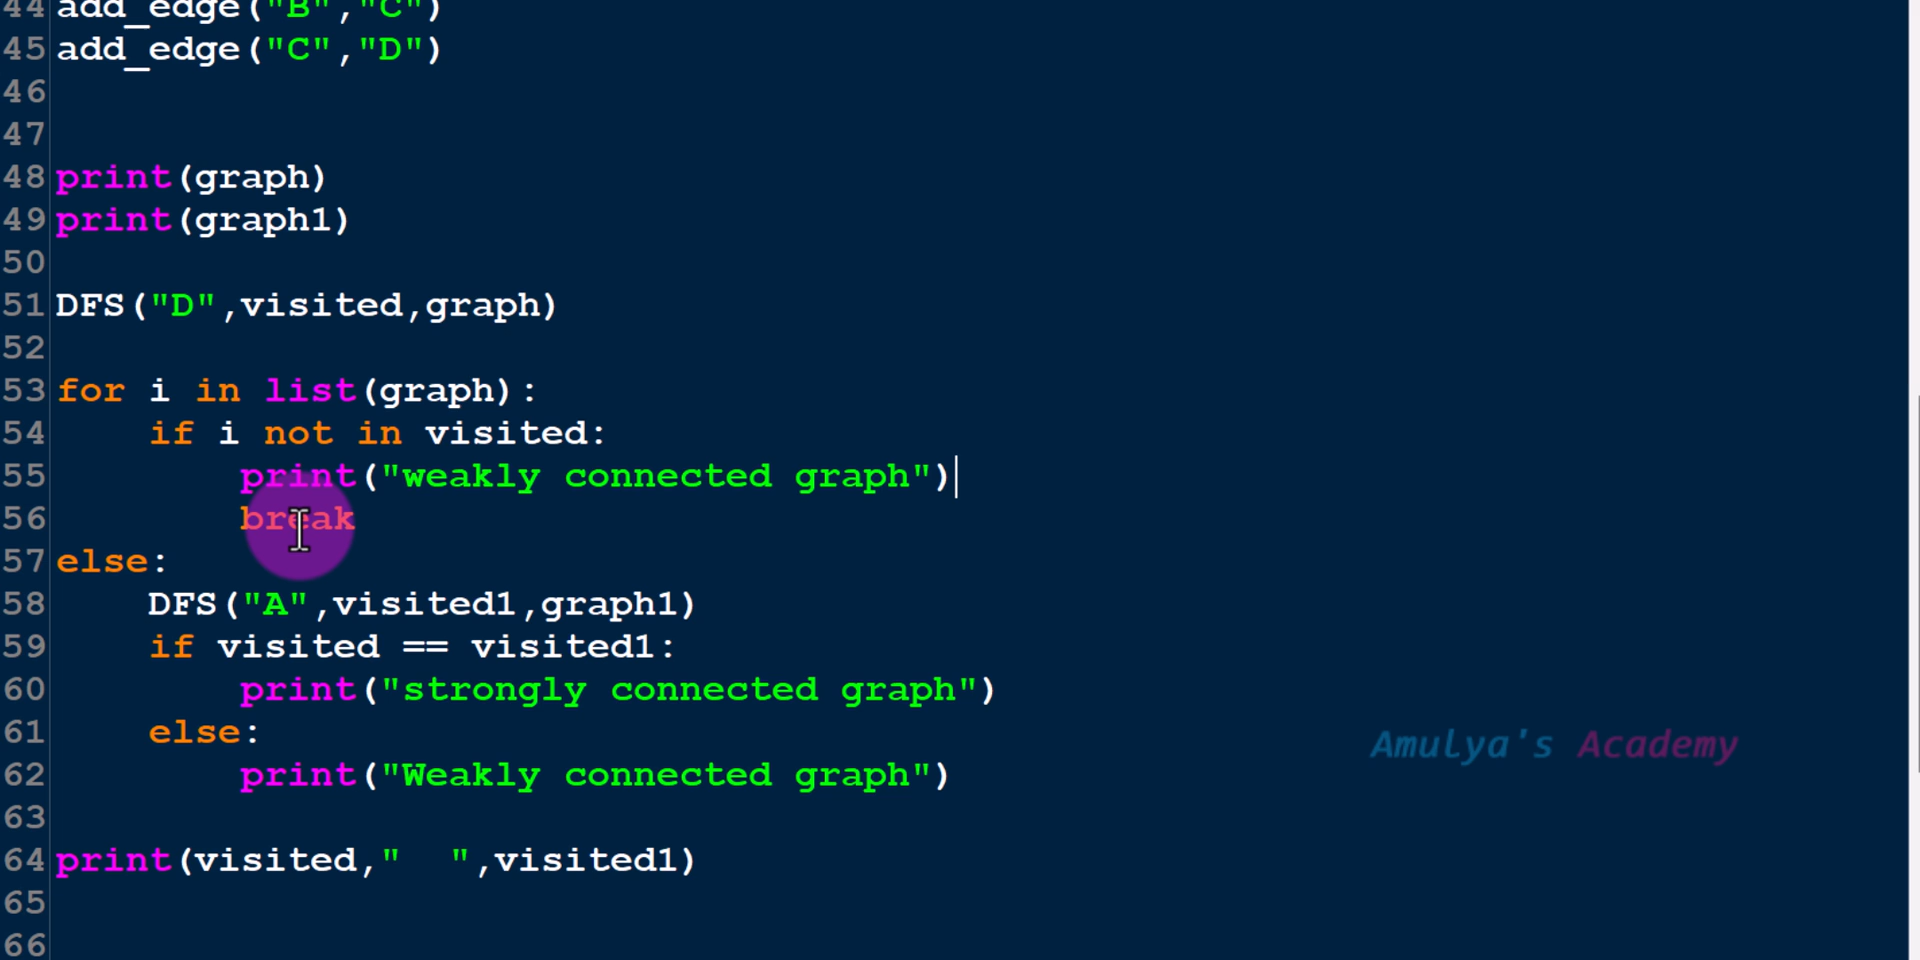 44 add_edge("B","C")
45 add_edge("C","D")
46
47
48 print(graph)
49 print(graph1)
50
51 DFS("D",visited,graph)
52
53 for i in list(graph):
54     if i not in visited:
55         print("weakly connected graph")
56         break
57 else:
58     DFS("A",visited1,graph1)
59     if visited == visited1:
60         print("strongly connected graph")
61     else:
62         print("Weakly connected graph")
63
64 print(visited,"  ",visited1)
65
66
Amulya's Academy